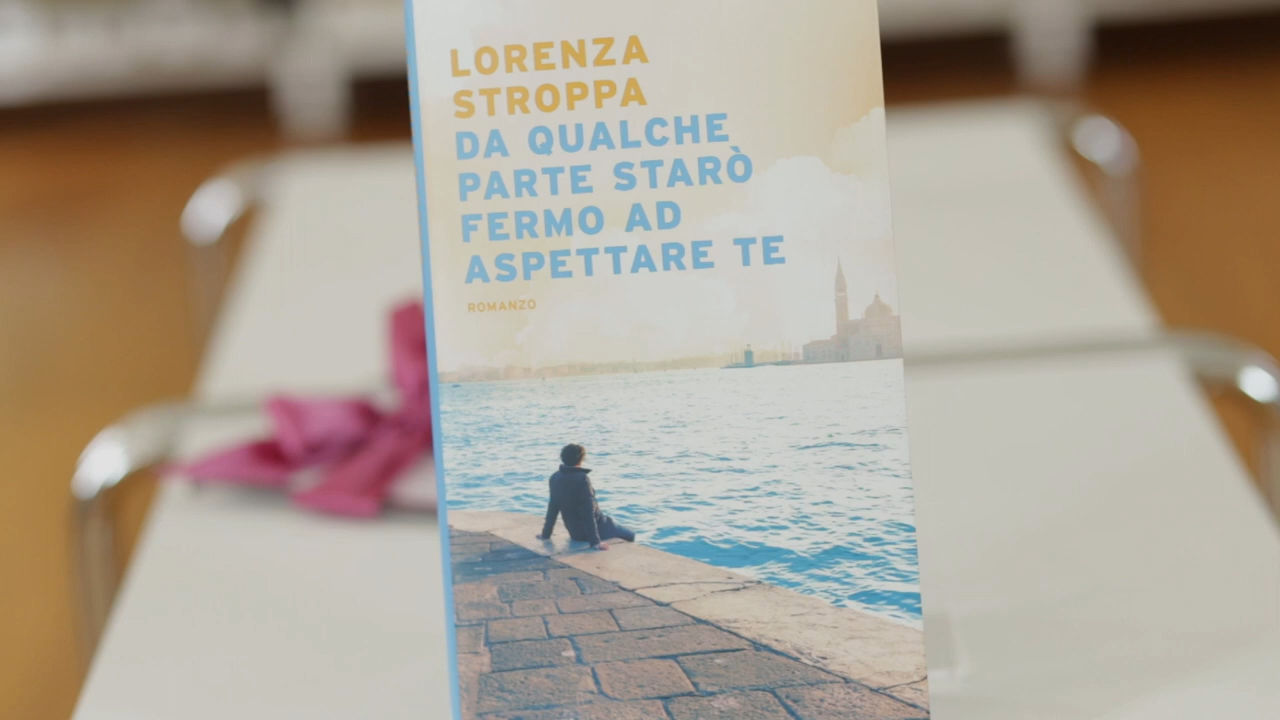 LORENZA
STROPPA
DA QUALCHE
PARTE STARÒ
FERMO AD
ASPETTARE TE
ROMANZO